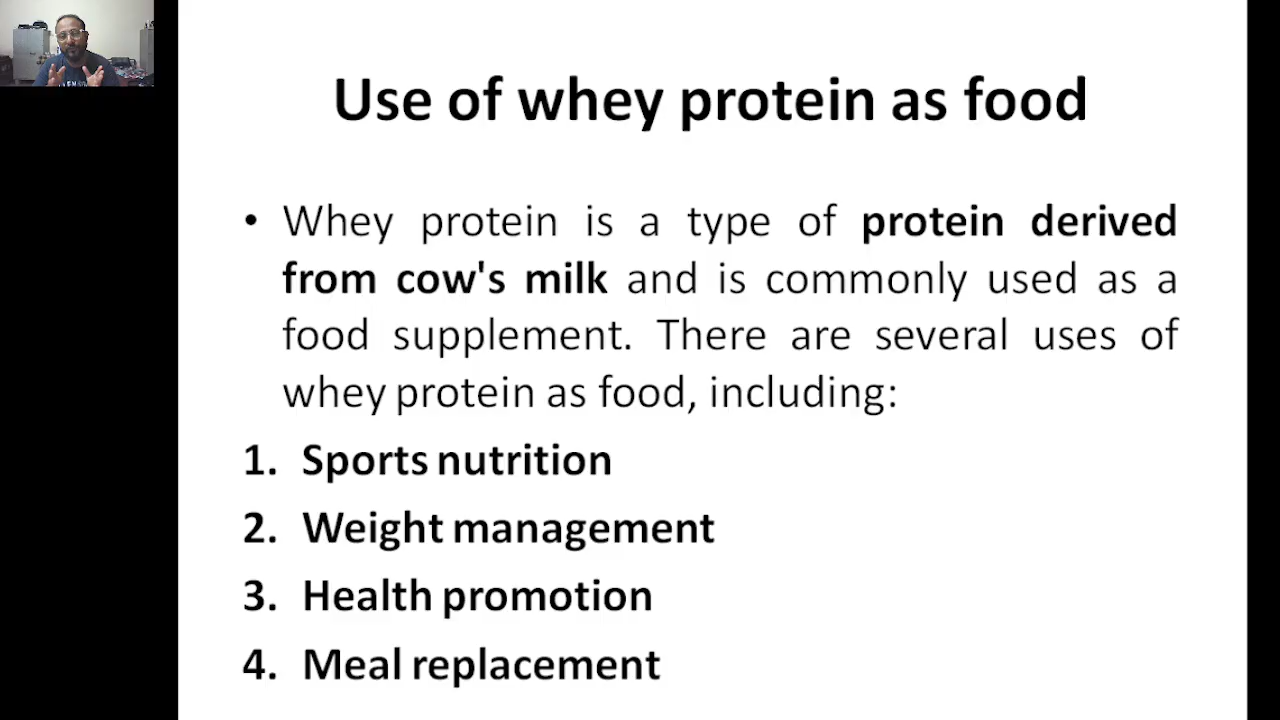 Use of whey protein as food
• Whey protein is a type of protein derived
from cow's milk and is commonly used as a
food supplement. There are several uses of
whey protein as food, including:
1. Sports nutrition
2. Weight management
3. Health promotion
4. Meal replacement